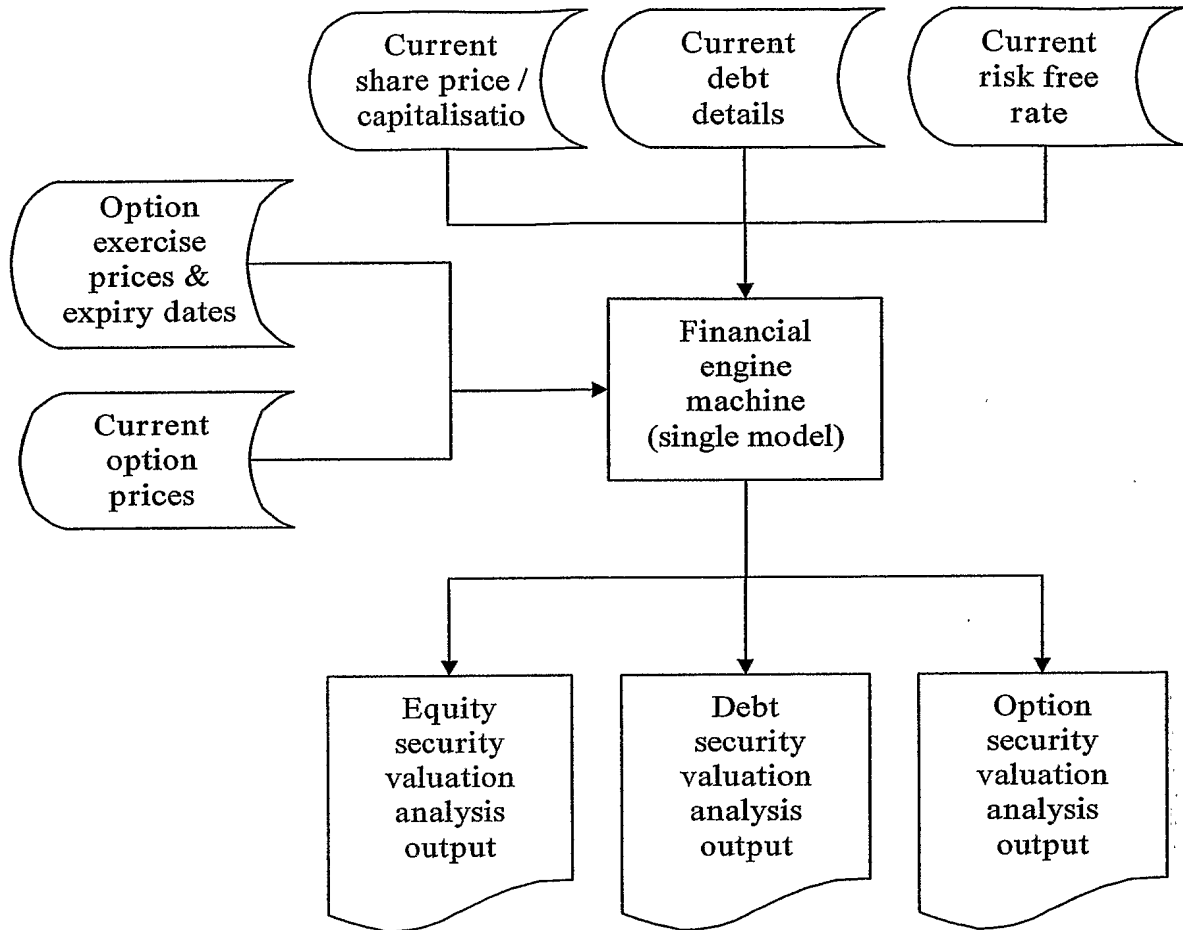 Current
share price /
capitalisatio
Current
debt
details
Current
risk free
rate
Option
exercise
prices &
expiry dates
Current
option
prices
Financial
engine
machine
(single model)
Equity
security
valuation
analysis
output
Debt
security
valuation
analysis
output
Option
security
valuation
analysis
output